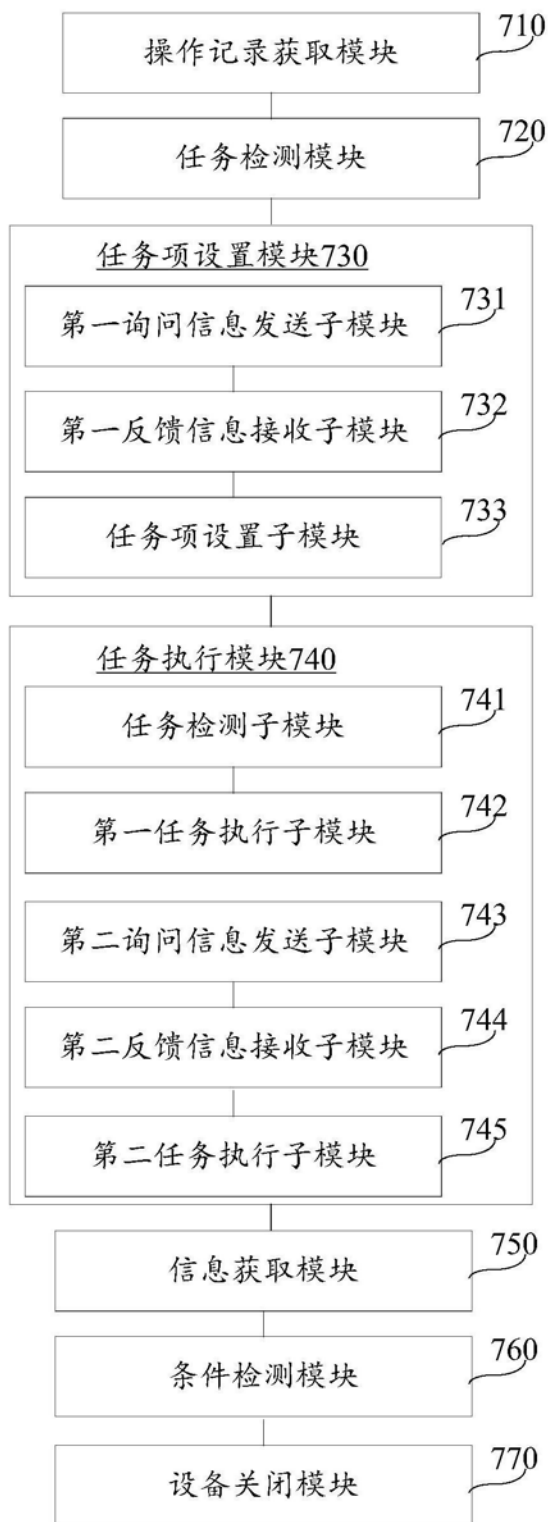 710
操作记录获取模块
720
任务检测模块
任务项设置模块730
731
第一询问信息发送子模块
732
第一反馈信息接收子模块
733
任务项设置子模块
任务执行模块740
741
任务检测子模块
742
第一任务执行子模块
743
第二询问信息发送子模块
744
第二反馈信息接收子模块
745
第二任务执行子模块
750
信息获取模块
760
条件检测模块
770
设备关闭模块